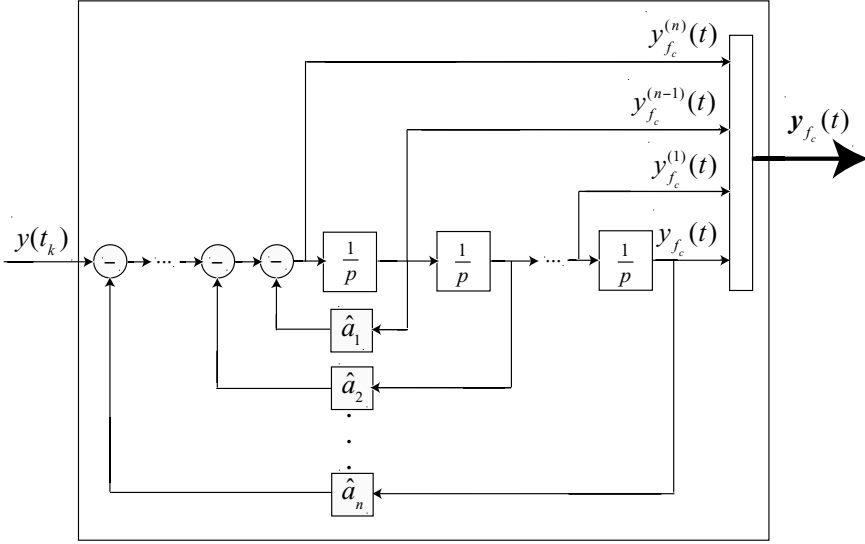 y_{f_c}^{(n)}(t)
y_{f_c}^{(n-1)}(t)
y_{f_c}(t)
y_{f_c}^{(1)}(t)
y(t_k)
y_{f_c}(t)
- ... - - 1/p 1/p ... 1/p
â_1
â_2
⋮
â_n